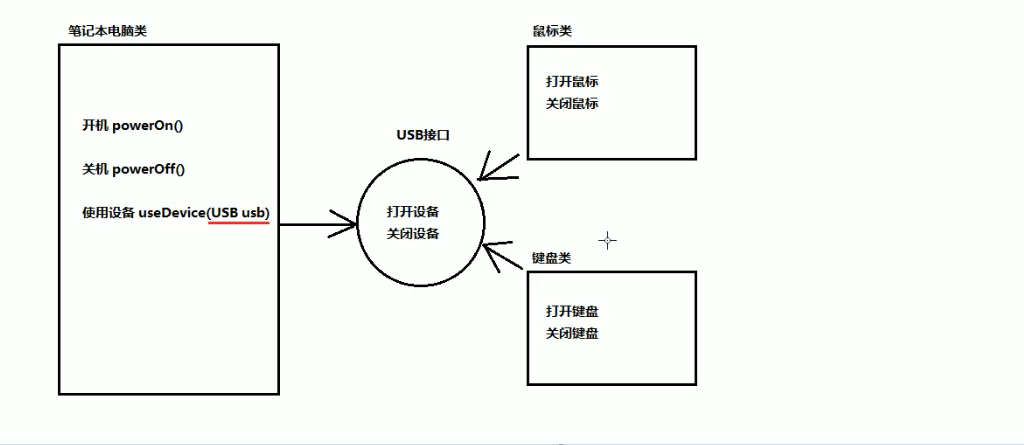 笔记本电脑类
开机 powerOn()
关机 powerOff()
使用设备 useDevice(USB usb)
USB接口
打开设备
关闭设备
鼠标类
打开鼠标
关闭鼠标
键盘类
打开键盘
关闭键盘